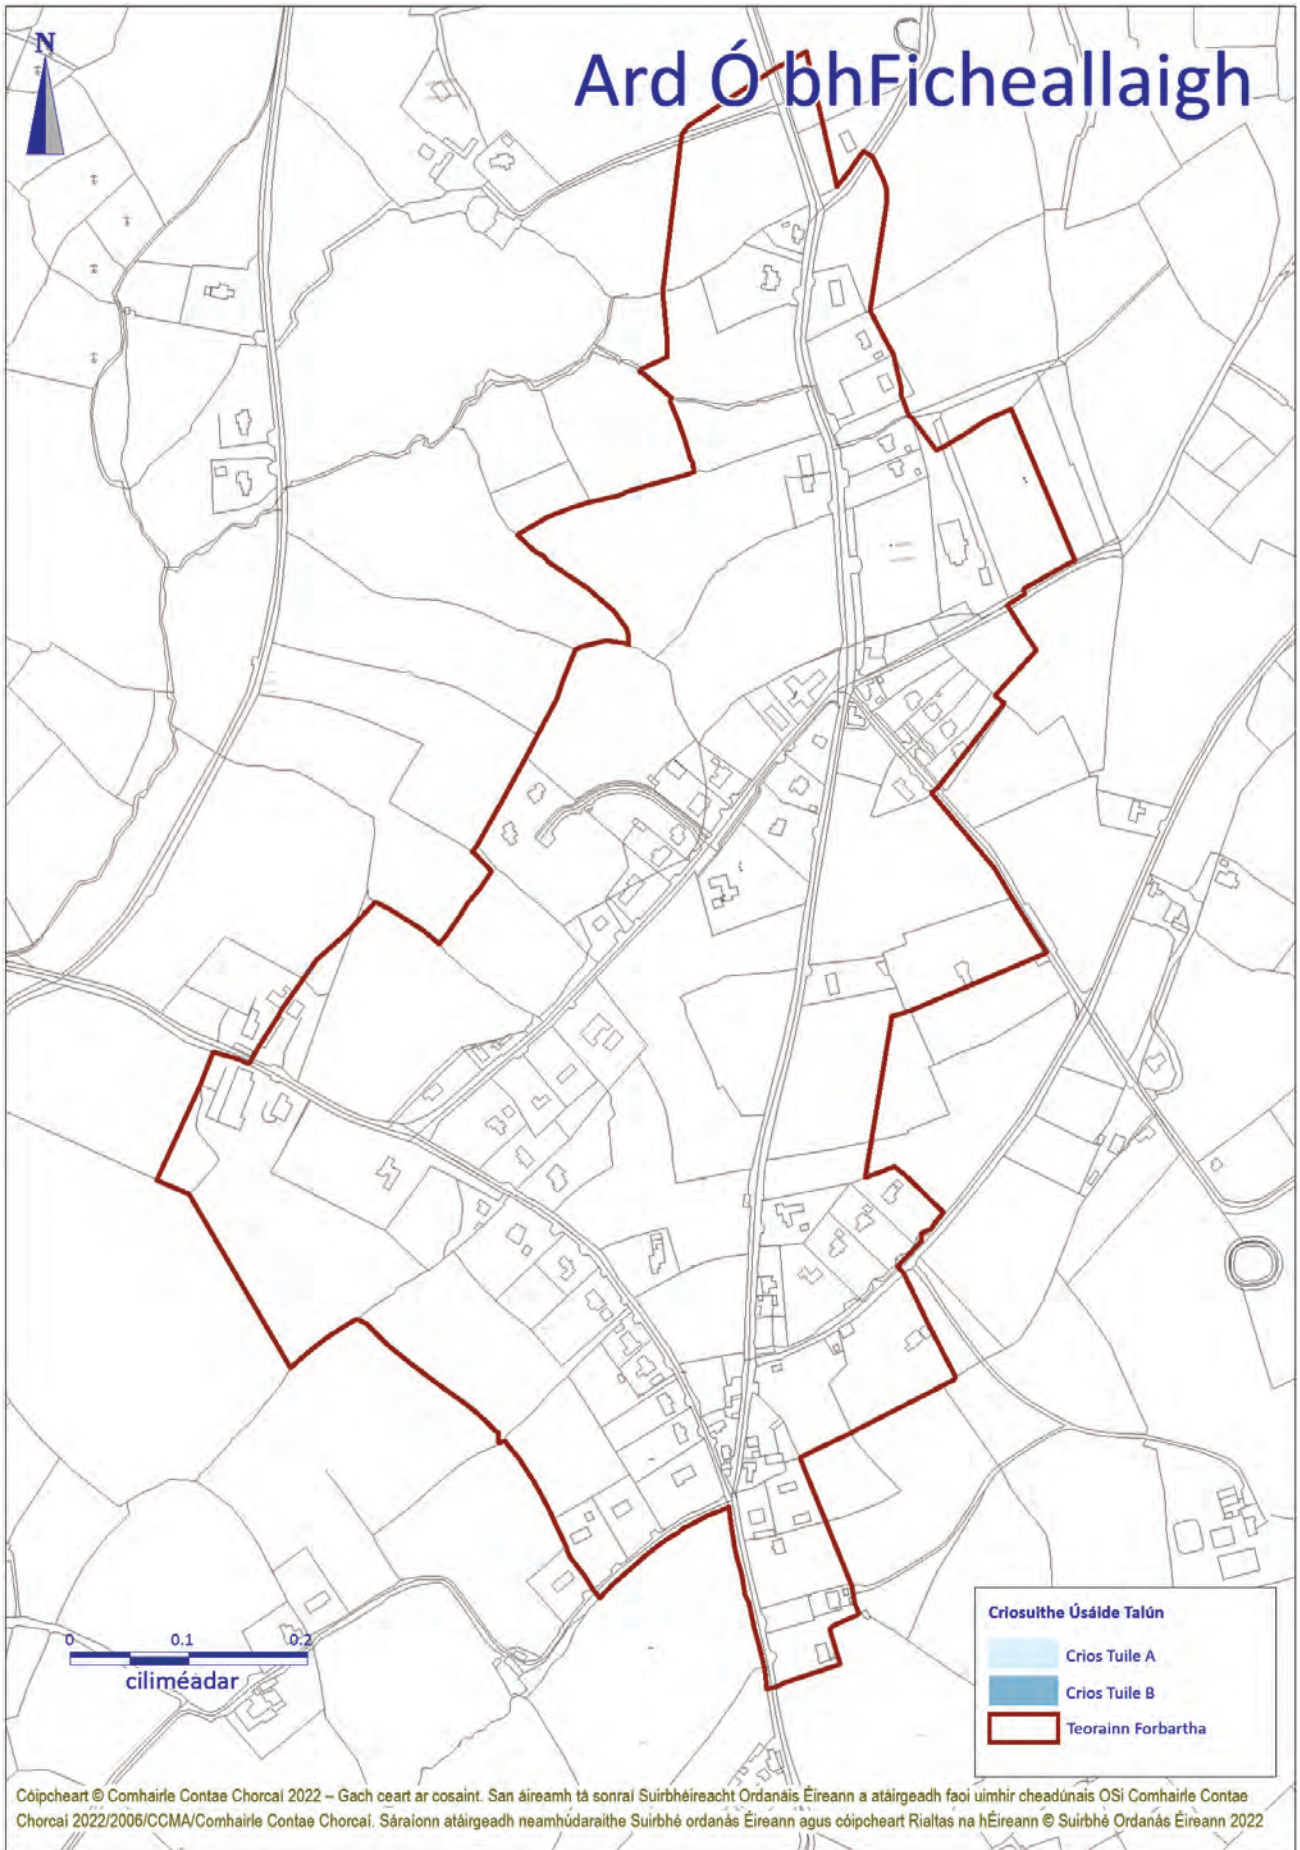 N
Ard Ó bhFicheallaigh
Criosuithe Úsáide Talún
Crios Tuile A
Crios Tuile B
Teorainn Forbartha
0 0.1 0.2
ciliméadar
Cóipcheart © Comhairle Contae Chorcaí 2022 – Gach ceart ar cosaint. San áireamh tá sonraí Suirbhéireacht Ordanáis Éireann a atáirgeadh faoi uimhir cheadúnais OSi Comhairle Contae
Chorcaí 2022/2006/CCMA/Comhairle Contae Chorcaí. Sáraíonn atáirgeadh neamhúdaraithe Suirbhé ordanás Éireann agus cóipcheart Rialtas na hÉireann © Suirbhé Ordanás Éireann 2022